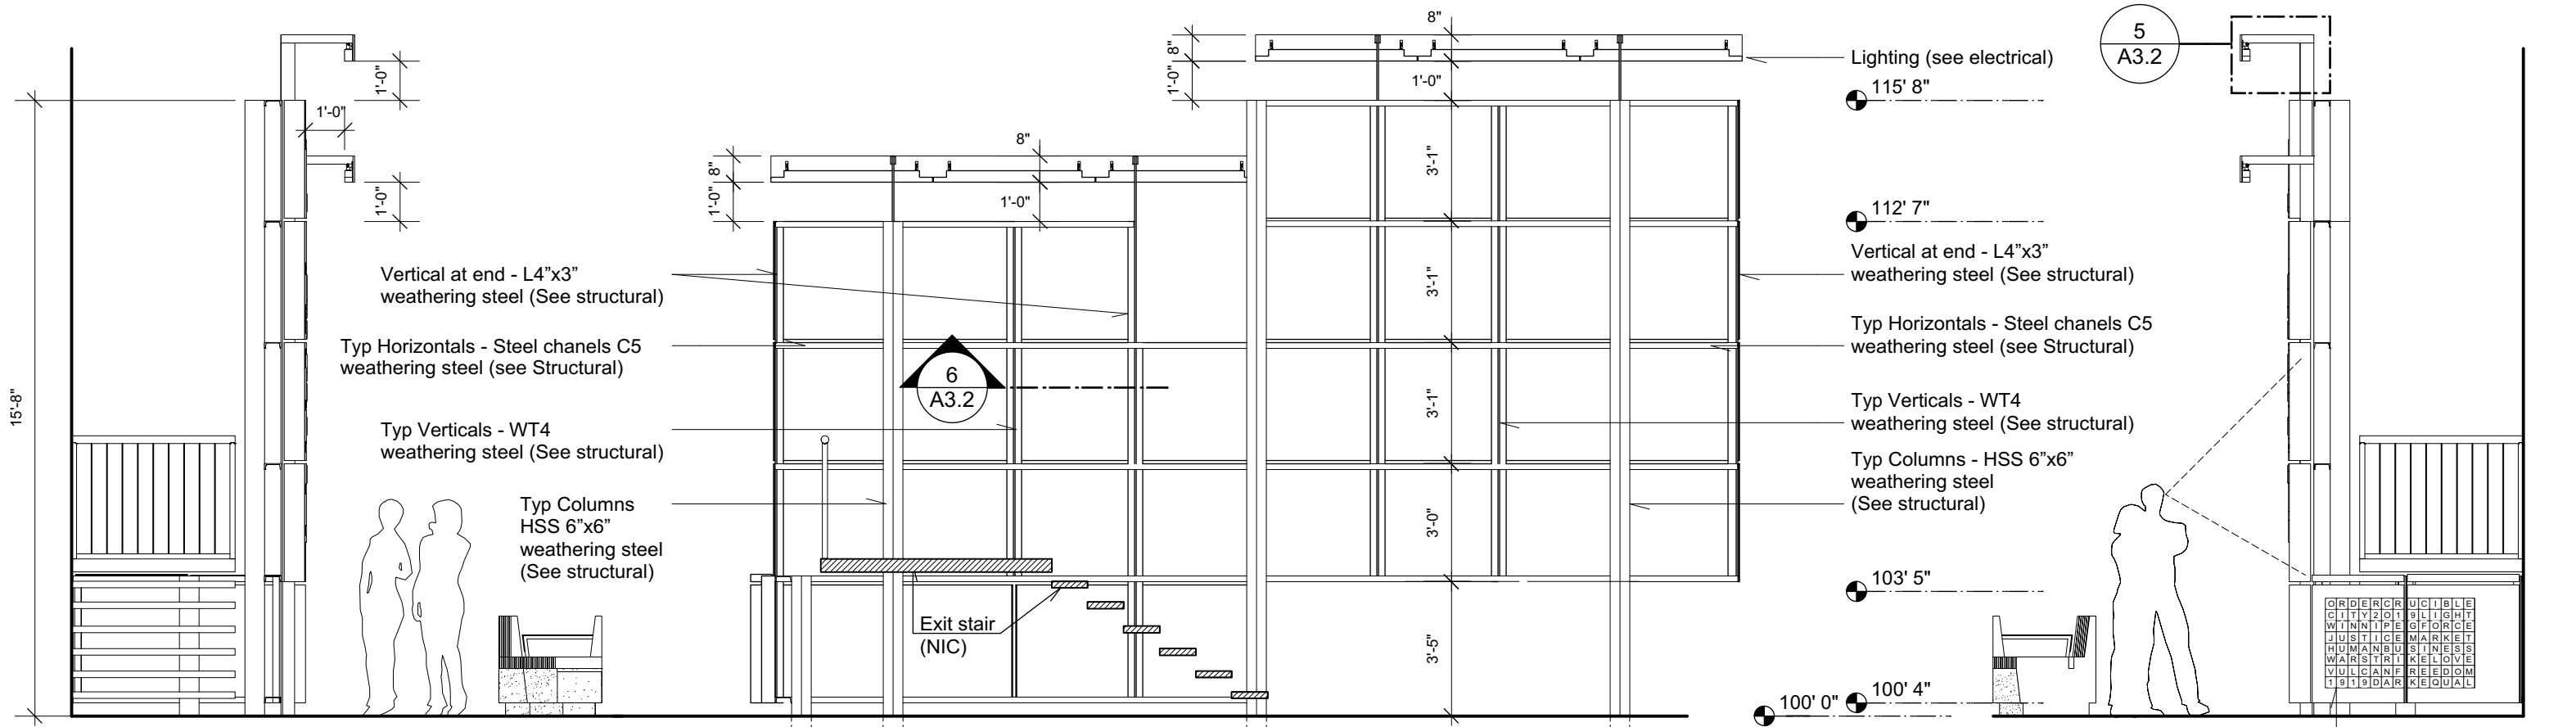 8"
5
A3.2
8"
Lighting (see electrical)
1'-0"
1'-0"
1'-0"
115' 8"
1'-0"
8"
8"
3'-1"
1'-0"
1'-0"
1'-0"
112' 7"
Vertical at end - L4”x3”
weathering steel (See structural)
3'-1"
Vertical at end - L4”x3”
weathering steel (See structural)
Typ Horizontals - Steel chanels C5
weathering steel (see Structural)
Typ Horizontals - Steel chanels C5
weathering steel (see Structural)
6
A3.2
15'-8"
3'-1"
Typ Verticals - WT4
weathering steel (See structural)
Typ Verticals - WT4
weathering steel (See structural)
Typ Columns
HSS 6”x6”
weathering steel
(See structural)
3'-0"
Typ Columns - HSS 6”x6”
weathering steel
(See structural)
103' 5"
Exit stair
(NIC)
3'-5"
ORDERCRUCIBLE
CITY2019LIGHT
WINNIPEGFORCE
JUSTICEMARKET
HUMANBUSINESS
WARSTRIKELOVE
VULCANFREEDOM
1919DARKEQUAL
100' 0"
100' 4"